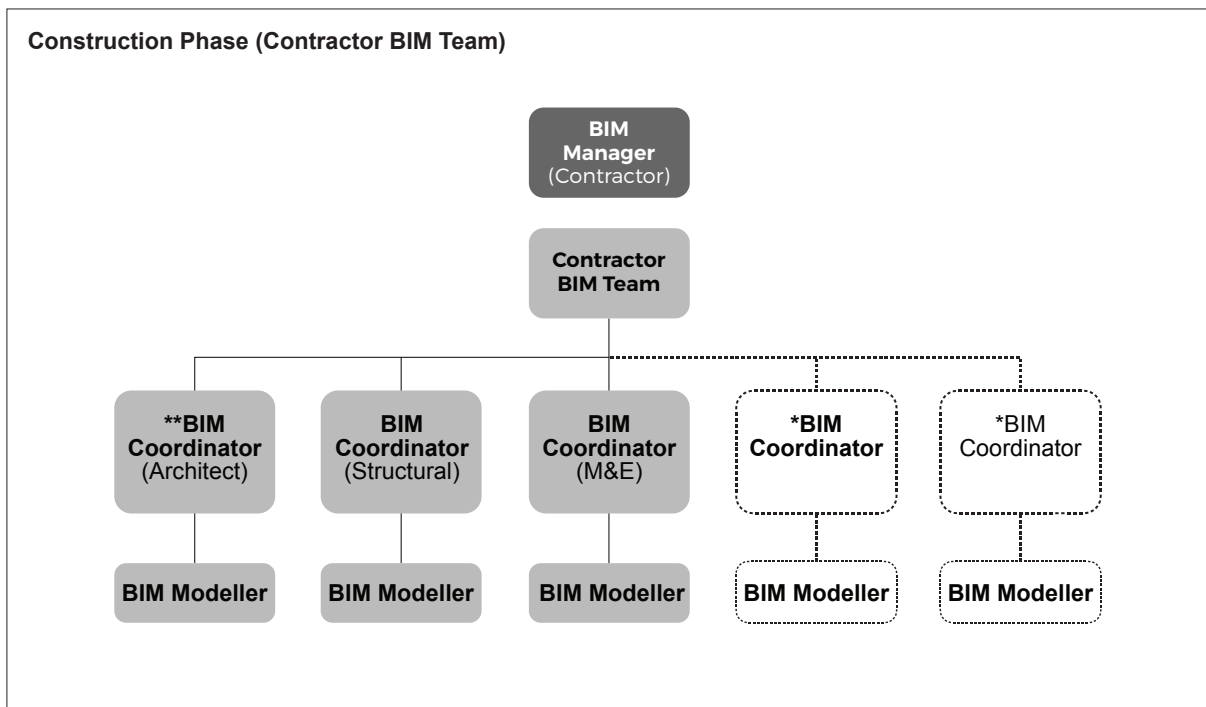 Construction Phase (Contractor BIM Team)
BIM
Manager
(Contractor)
Contractor
BIM Team
**BIM
Coordinator
(Architect)
BIM
Coordinator
(Structural)
BIM
Coordinator
(M&E)
*BIM
Coordinator
*BIM
Coordinator
BIM Modeller
BIM Modeller
BIM Modeller
BIM Modeller
BIM Modeller